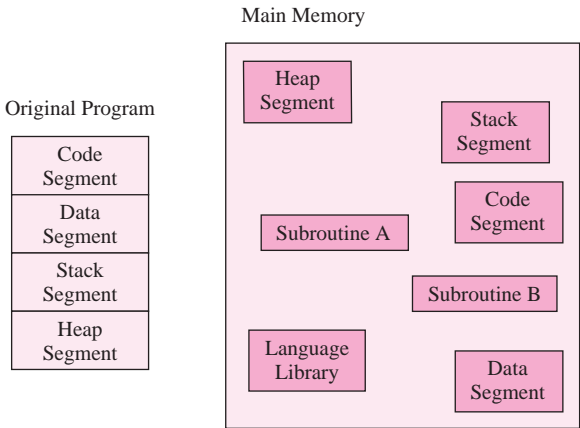 Main Memory
Original Program
Code
Segment
Data
Segment
Stack
Segment
Heap
Segment
Heap
Segment
Stack
Segment
Code
Segment
Subroutine A
Subroutine B
Language
Library
Data
Segment